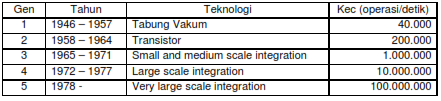 Gen Tahun Teknologi Kec (operasi/detik)
1 1946 – 1957 Tabung Vakum 40.000
2 1958 – 1964 Transistor 200.000
3 1965 – 1971 Small and medium scale integration 1.000.000
4 1972 – 1977 Large scale integration 10.000.000
5 1978 - Very large scale integration 100.000.000